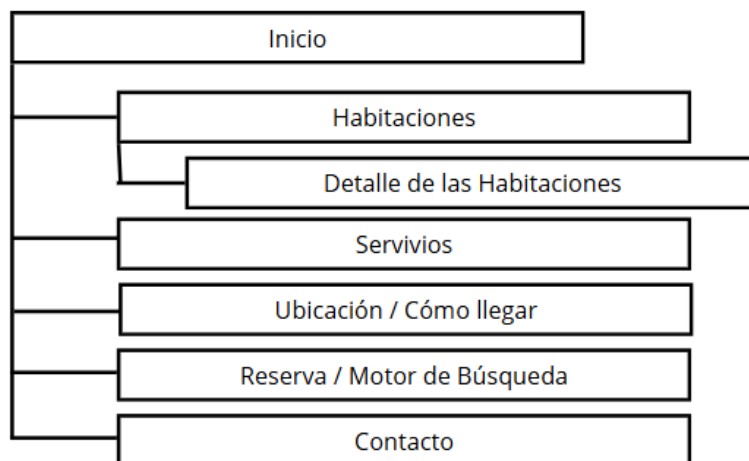 Inicio
Habitaciones
Detalle de las Habitaciones
Servivios
Ubicación / Cómo llegar
Reserva / Motor de Búsqueda
Contacto